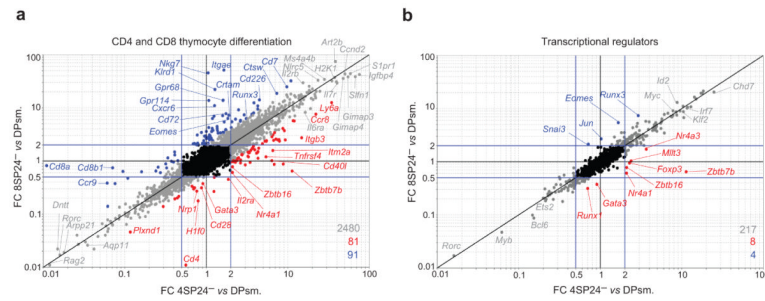 a
CD4 and CD8 thymocyte differentiation
FC 8SP24⁻ vs DPsm.
100
10
2
1
0.5
0.1
0.01
0.01
0.1
0.5
1
2
10
100
FC 4SP24⁻ vs DPsm.
Art2b
Ccnd2
Nkg7
Itgae
Ctsw
Cd7
Ms4a4b
Nlrc5
S1pr1
Klrd1
Cd226
Il2rb
H2K1
Igfbp4
Gpr68
Crtam
Il7r
Slfn1
Gpr114
Runx3
Ly6a
Cxcr6
Ccr8
Gimap3
Cd72
Il6ra
Gimap4
Eomes
Itgb3
Itm2a
Cd8a
Cd8b1
Tnfrsf4
Cd40l
Ccr9
Zbtb16
Zbtb7b
Il2ra
Nrp1
Gata3
Nr4a1
Dntt
Rorc
Arpp21
Plxnd1
H1f0
Cd28
Aqp11
Rag2
Cd4
2480
81
91
b
Transcriptional regulators
FC 8SP24⁻ vs DPsm.
100
10
2
1
0.5
0.1
0.01
0.01
0.1
0.5
1
2
10
100
FC 4SP24⁻ vs DPsm.
Id2
Chd7
Eomes
Runx3
Myc
Irf7
Klf2
Snai3
Jun
Nr4a3
Mllt3
Foxp3
Zbtb7b
Zbtb16
Nr4a1
Gata3
Runx1
Ets2
Bcl6
Rorc
Myb
217
8
4